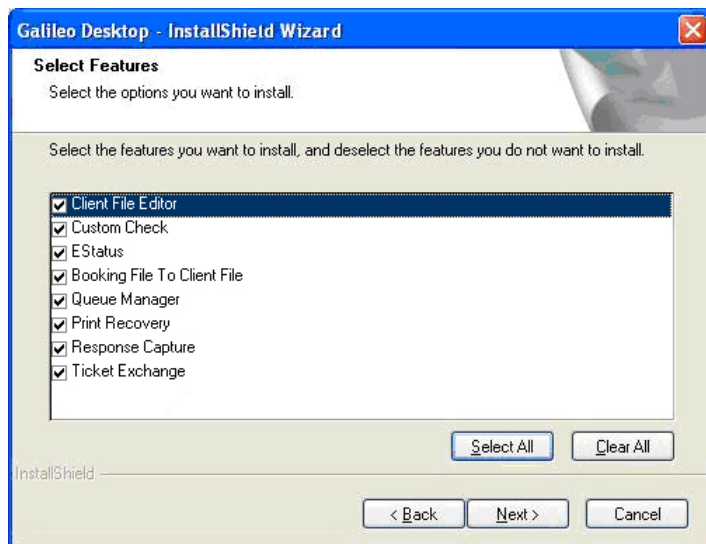 Galileo Desktop - InstallShield Wizard
Select Features
Select the options you want to install.
Select the features you want to install, and deselect the features you do not want to install.
Client File Editor
Custom Check
EStatus
Booking File To Client File
Queue Manager
Print Recovery
Response Capture
Ticket Exchange
Select All
Clear All
InstallShield
< Back
Next >
Cancel